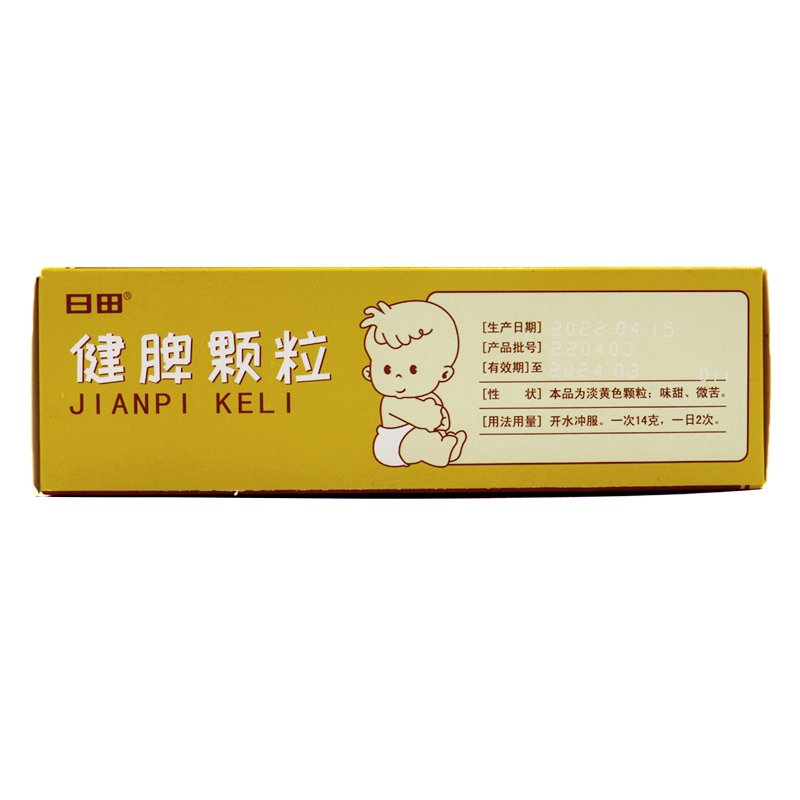 日田®
健脾颗粒
JIANPI KELI
[生产日期] 2022.04.15
[产品批号] 220403
[有效期]至 2024.03 011
[性 状] 本品为淡黄色颗粒；味甜、微苦。
[用法用量] 开水冲服。一次14克，一日2次。